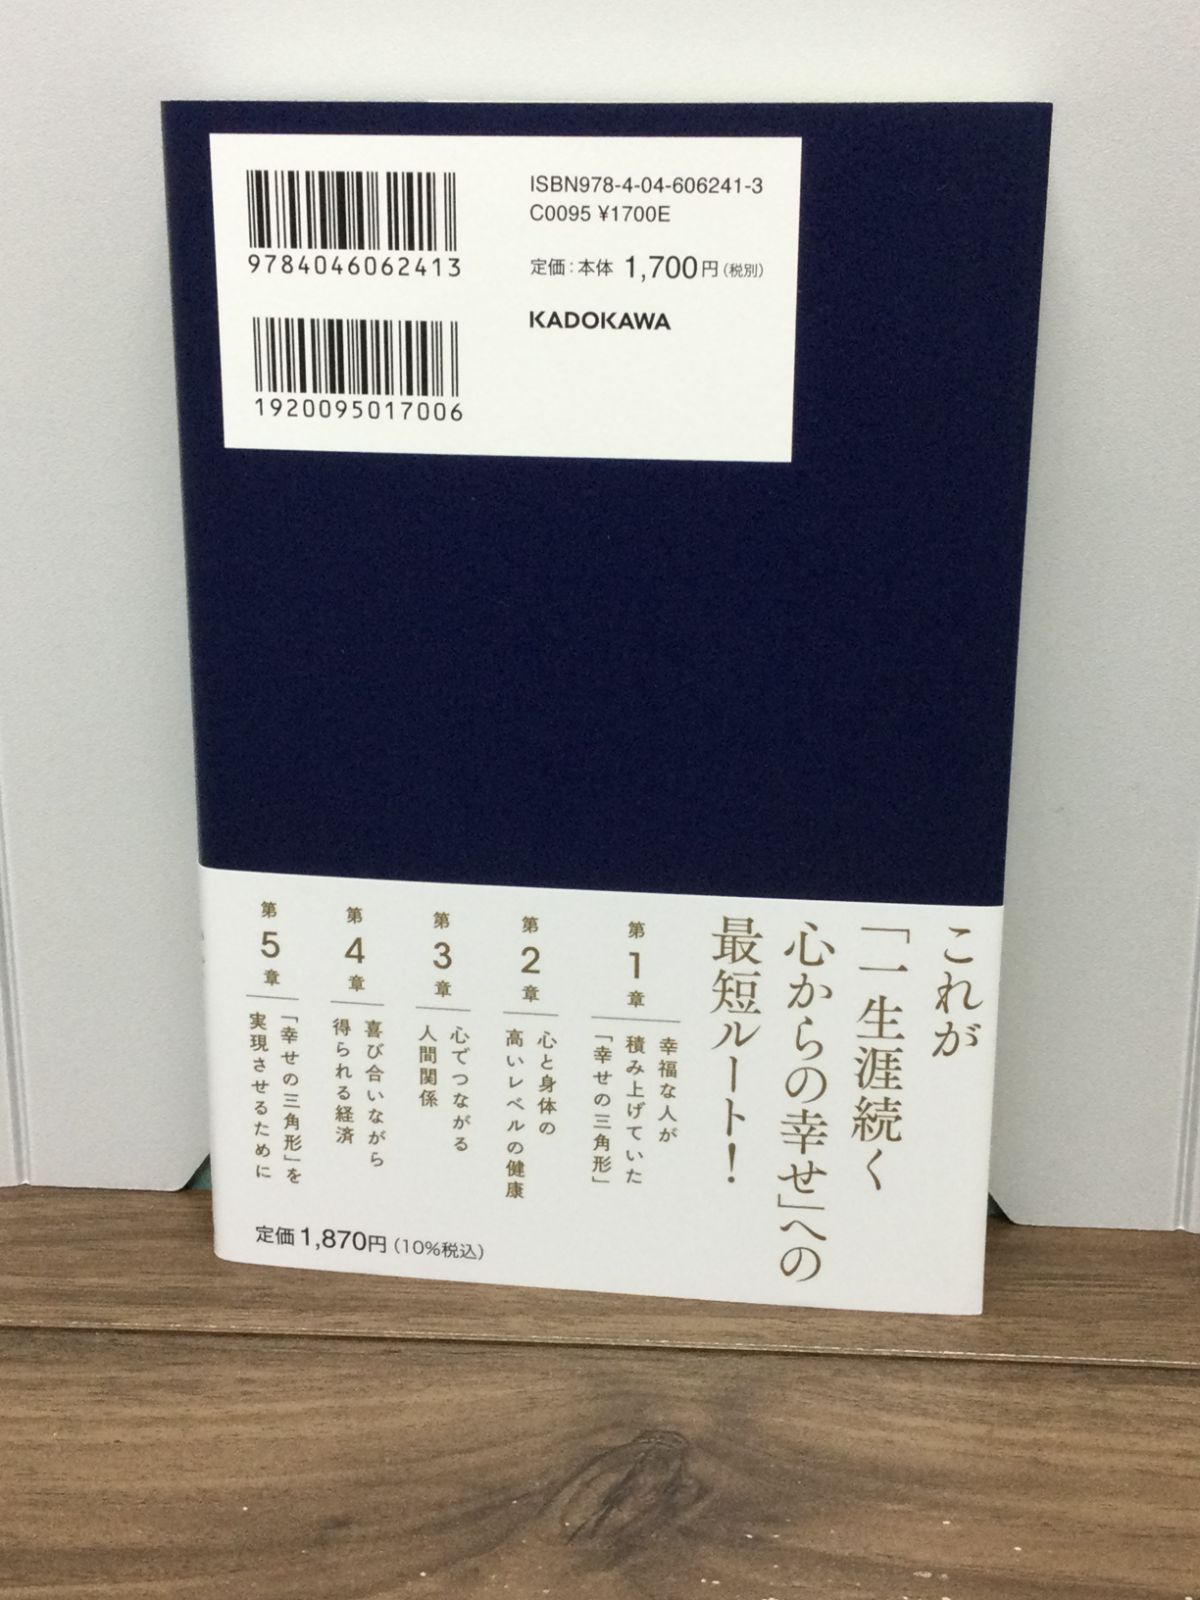 9784046062413
1920095017006
ISBN978-4-04-606241-3
C0095 ¥1700E
定価：本体 1,700円（税別）
KADOKAWA
これが
「一生涯続く
心からの幸せ」への
最短ルート！
第1章
幸福な人が
積み上げていた
「幸せの三角形」
第2章
心と身体の
高いレベルの健康
第3章
心でつながる
人間関係
第4章
喜び合いながら
得られる経済
第5章
「幸せの三角形」を
実現させるために
定価1,870円（10%税込）